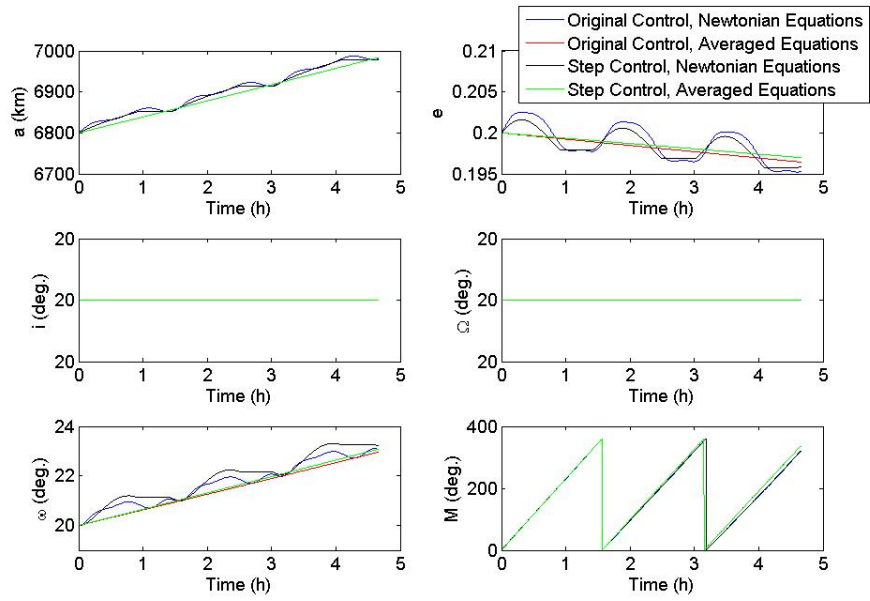 Original Control, Newtonian Equations
Original Control, Averaged Equations
Step Control, Newtonian Equations
Step Control, Averaged Equations
7000
6900
6800
6700
a (km)
0 1 2 3 4 5
Time (h)
0.21
0.205
0.2
0.195
e
0 1 2 3 4 5
Time (h)
20
20
20
i (deg.)
0 1 2 3 4 5
Time (h)
20
20
20
Ω (deg.)
0 1 2 3 4 5
Time (h)
24
22
20
ω (deg.)
0 1 2 3 4 5
Time (h)
400
200
0
M (deg.)
0 1 2 3 4 5
Time (h)